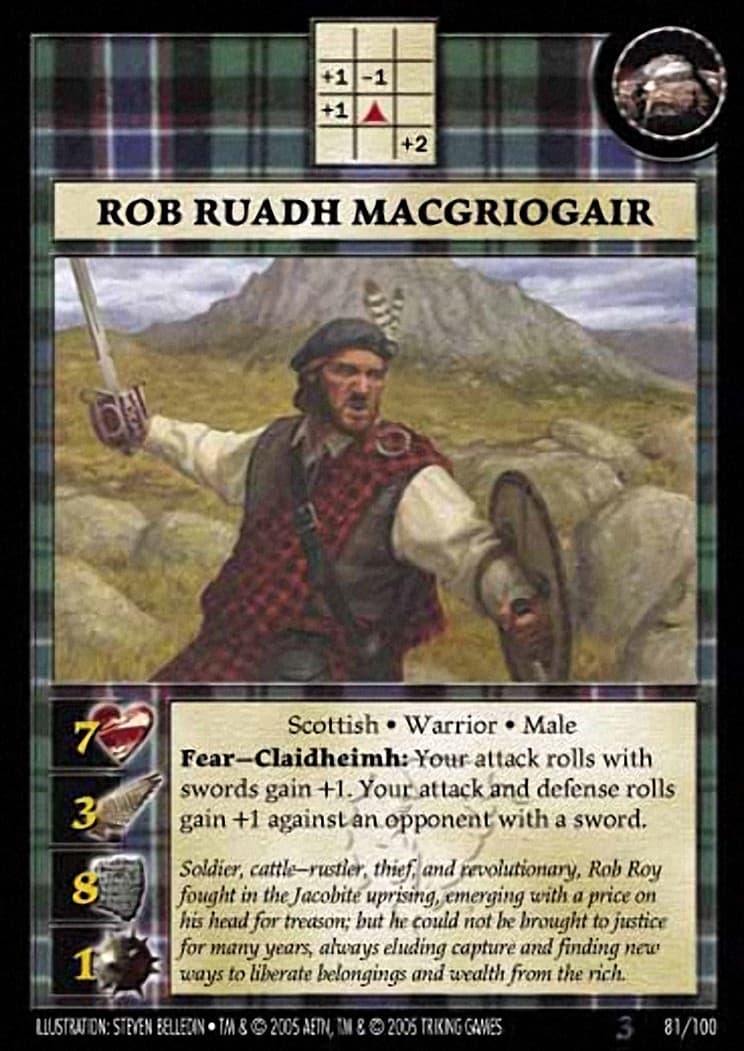 +1 -1
+1
+2
ROB RUADH MACGRIOGAIR
7
3
8
1
Scottish • Warrior • Male
Fear–Claidheimh: Your attack rolls with
swords gain +1. Your attack and defense rolls
gain +1 against an opponent with a sword.
Soldier, cattle–rustler, thief, and revolutionary, Rob Roy
fought in the Jacobite uprising, emerging with a price on
his head for treason; but he could not be brought to justice
for many years, always eluding capture and finding new
ways to liberate belongings and wealth from the rich.
ILLUSTRATION: STEVEN BELLEDIN • TM & © 2005 AETN, TM & © 2005 TRIKING GAMES 3 81/100